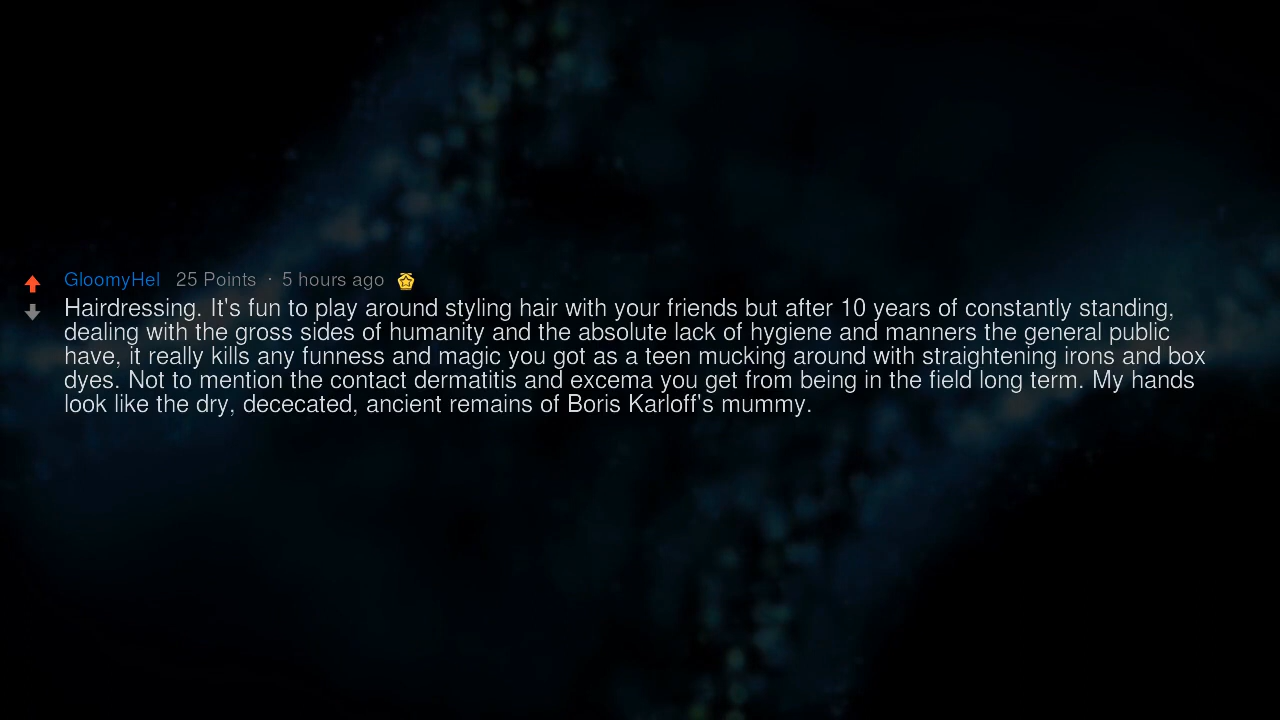 GloomyHel 25 Points · 5 hours ago
Hairdressing. It's fun to play around styling hair with your friends but after 10 years of constantly standing,
dealing with the gross sides of humanity and the absolute lack of hygiene and manners the general public
have, it really kills any funness and magic you got as a teen mucking around with straightening irons and box
dyes. Not to mention the contact dermatitis and excema you get from being in the field long term. My hands
look like the dry, dececated, ancient remains of Boris Karloff's mummy.